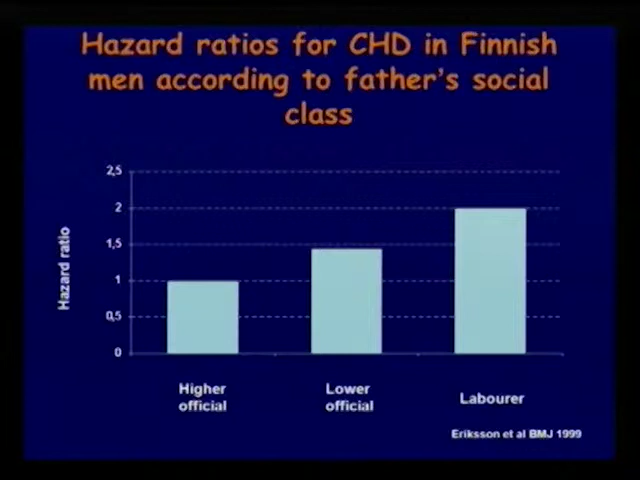 Hazard ratios for CHD in Finnish
men according to father's social
class
2,5
2
1,5
1
0,5
0
Hazard ratio
Higher
official
Lower
official
Labourer
Eriksson et al BMJ 1999